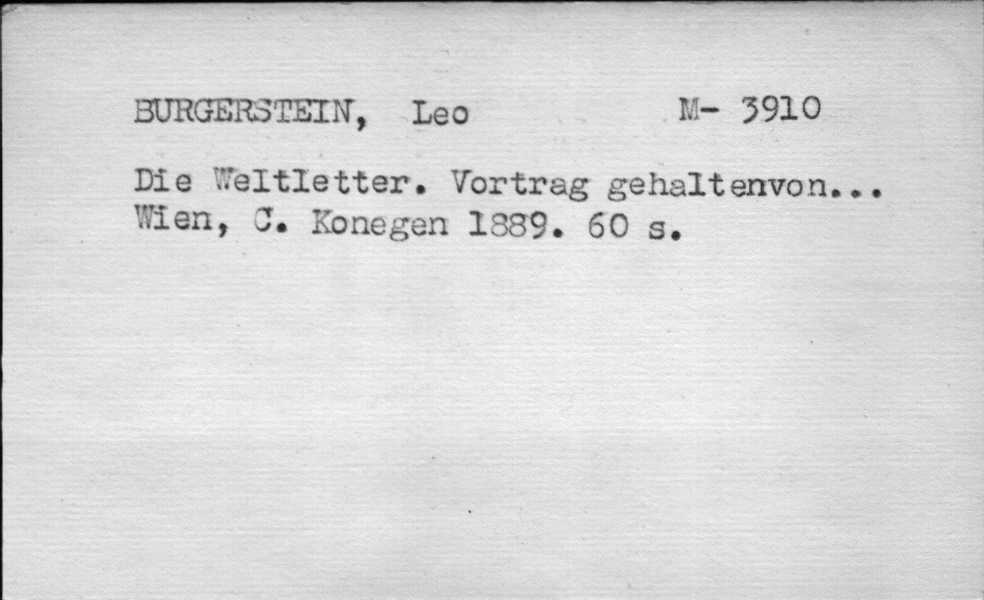 BURGERSTEIN, Leo M- 3910
Die Weltletter. Vortrag gehaltenvon...
Wien, C. Konegen 1889. 60 s.